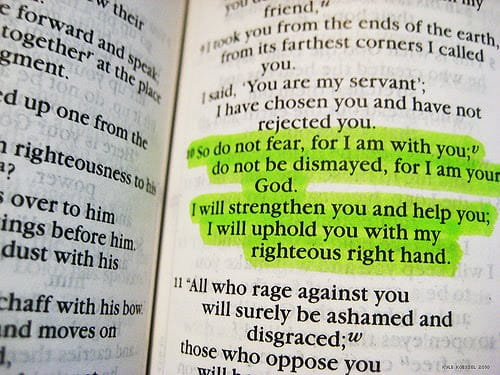 their
e forward and speak;
together at the place
gment.
ed up one from the
n righteousness to his
a?
s over to him
ings before him.
dust with his
chaff with his bow.
nd moves on
you
my
friend,
I took you from the ends of the earth,
from its farthest corners I called
you.
I said, ‘You are my servant’;
I have chosen you and have not
rejected you.
10 So do not fear, for I am with you;v
do not be dismayed, for I am your
God.
I will strengthen you and help you;
I will uphold you with my
righteous right hand.
11 “All who rage against you
will surely be ashamed and
disgraced;w
those who oppose you
will
KYLE 2010